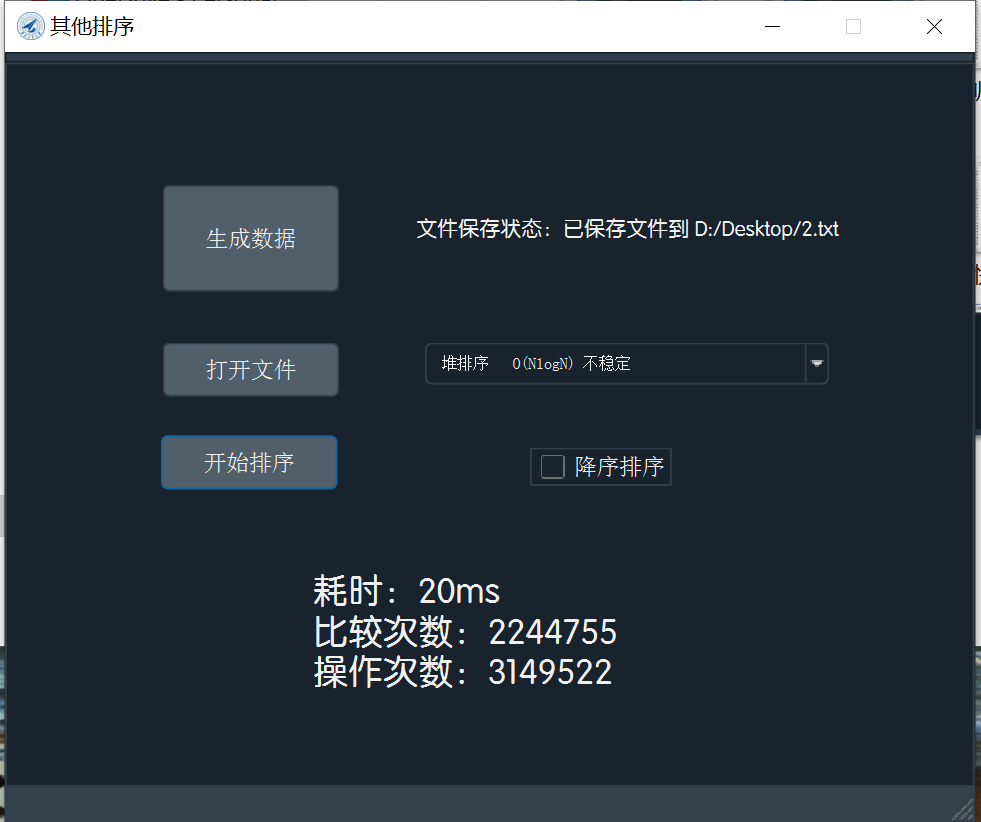 其他排序
生成数据
文件保存状态：已保存文件到 D:/Desktop/2.txt
打开文件
堆排序 O(NlogN) 不稳定
开始排序
降序排序
耗时：20ms
比较次数：2244755
操作次数：3149522